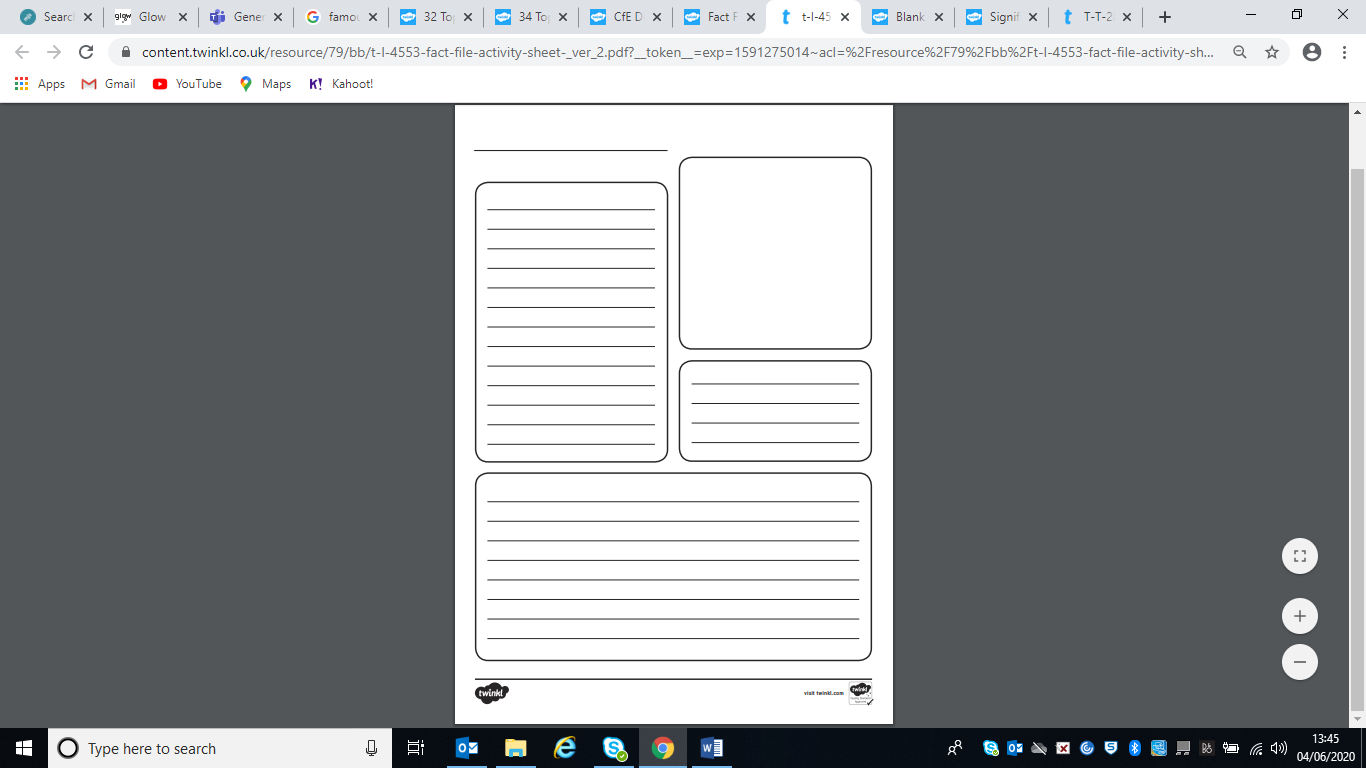 Searc
Glow
Gener
famou
32 To
34 Top
CfE D
Fact F
t-l-45
Blank
Signif
T-T-2
content.twinkl.co.uk/resource/79/bb/t-l-4553-fact-file-activity-sheet-_ver_2.pdf?__token__=exp=1591275014~acl=%2Fresource%2F79%2Fbb%2Ft-l-4553-fact-file-activity-sh...
Apps
Gmail
YouTube
Maps
K! Kahoot!
twinkl
visit twinkl.com
twinkl
Type here to search
13:45
04/06/2020